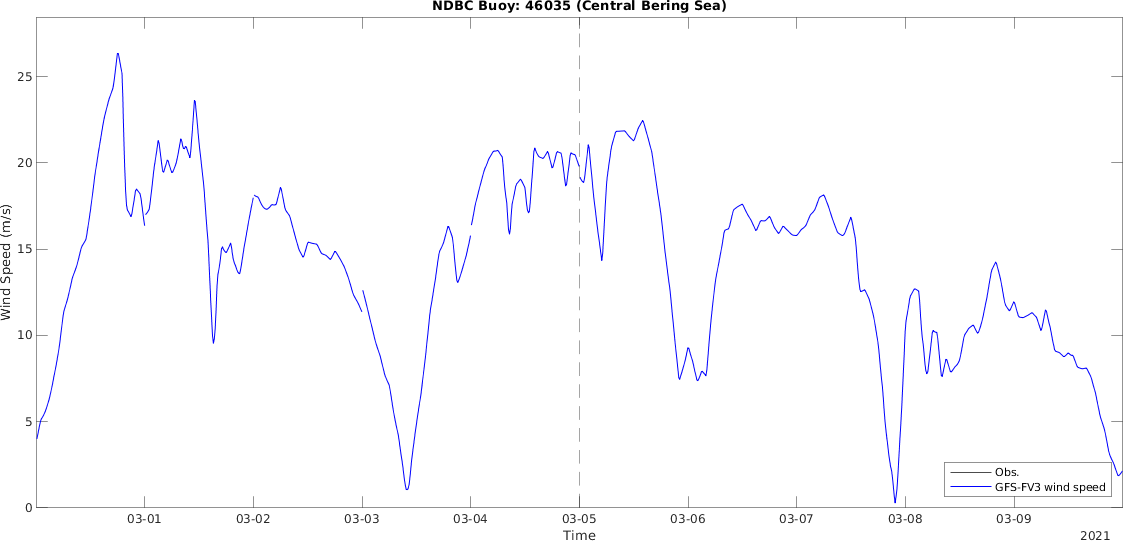 NDBC Buoy: 46035 (Central Bering Sea)
Wind Speed (m/s)
25
20
15
10
5
0
03-01 03-02 03-03 03-04 03-05 03-06 03-07 03-08 03-09
Time
2021
Obs.
GFS-FV3 wind speed